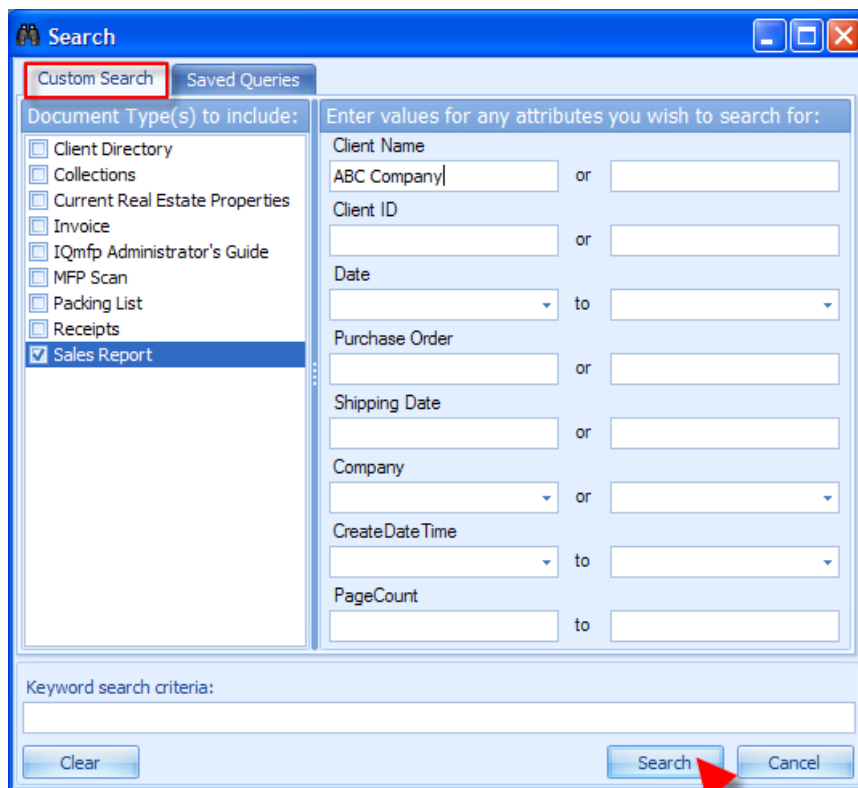 Search
Custom Search Saved Queries
Document Type(s) to include:
Client Directory
Collections
Current Real Estate Properties
Invoice
IQmfp Administrator's Guide
MFP Scan
Packing List
Receipts
Sales Report
Enter values for any attributes you wish to search for:
Client Name
ABC Company or
Client ID
or
Date
to
Purchase Order
or
Shipping Date
or
Company
or
CreateDateTime
to
PageCount
to
Keyword search criteria:
Clear Search Cancel